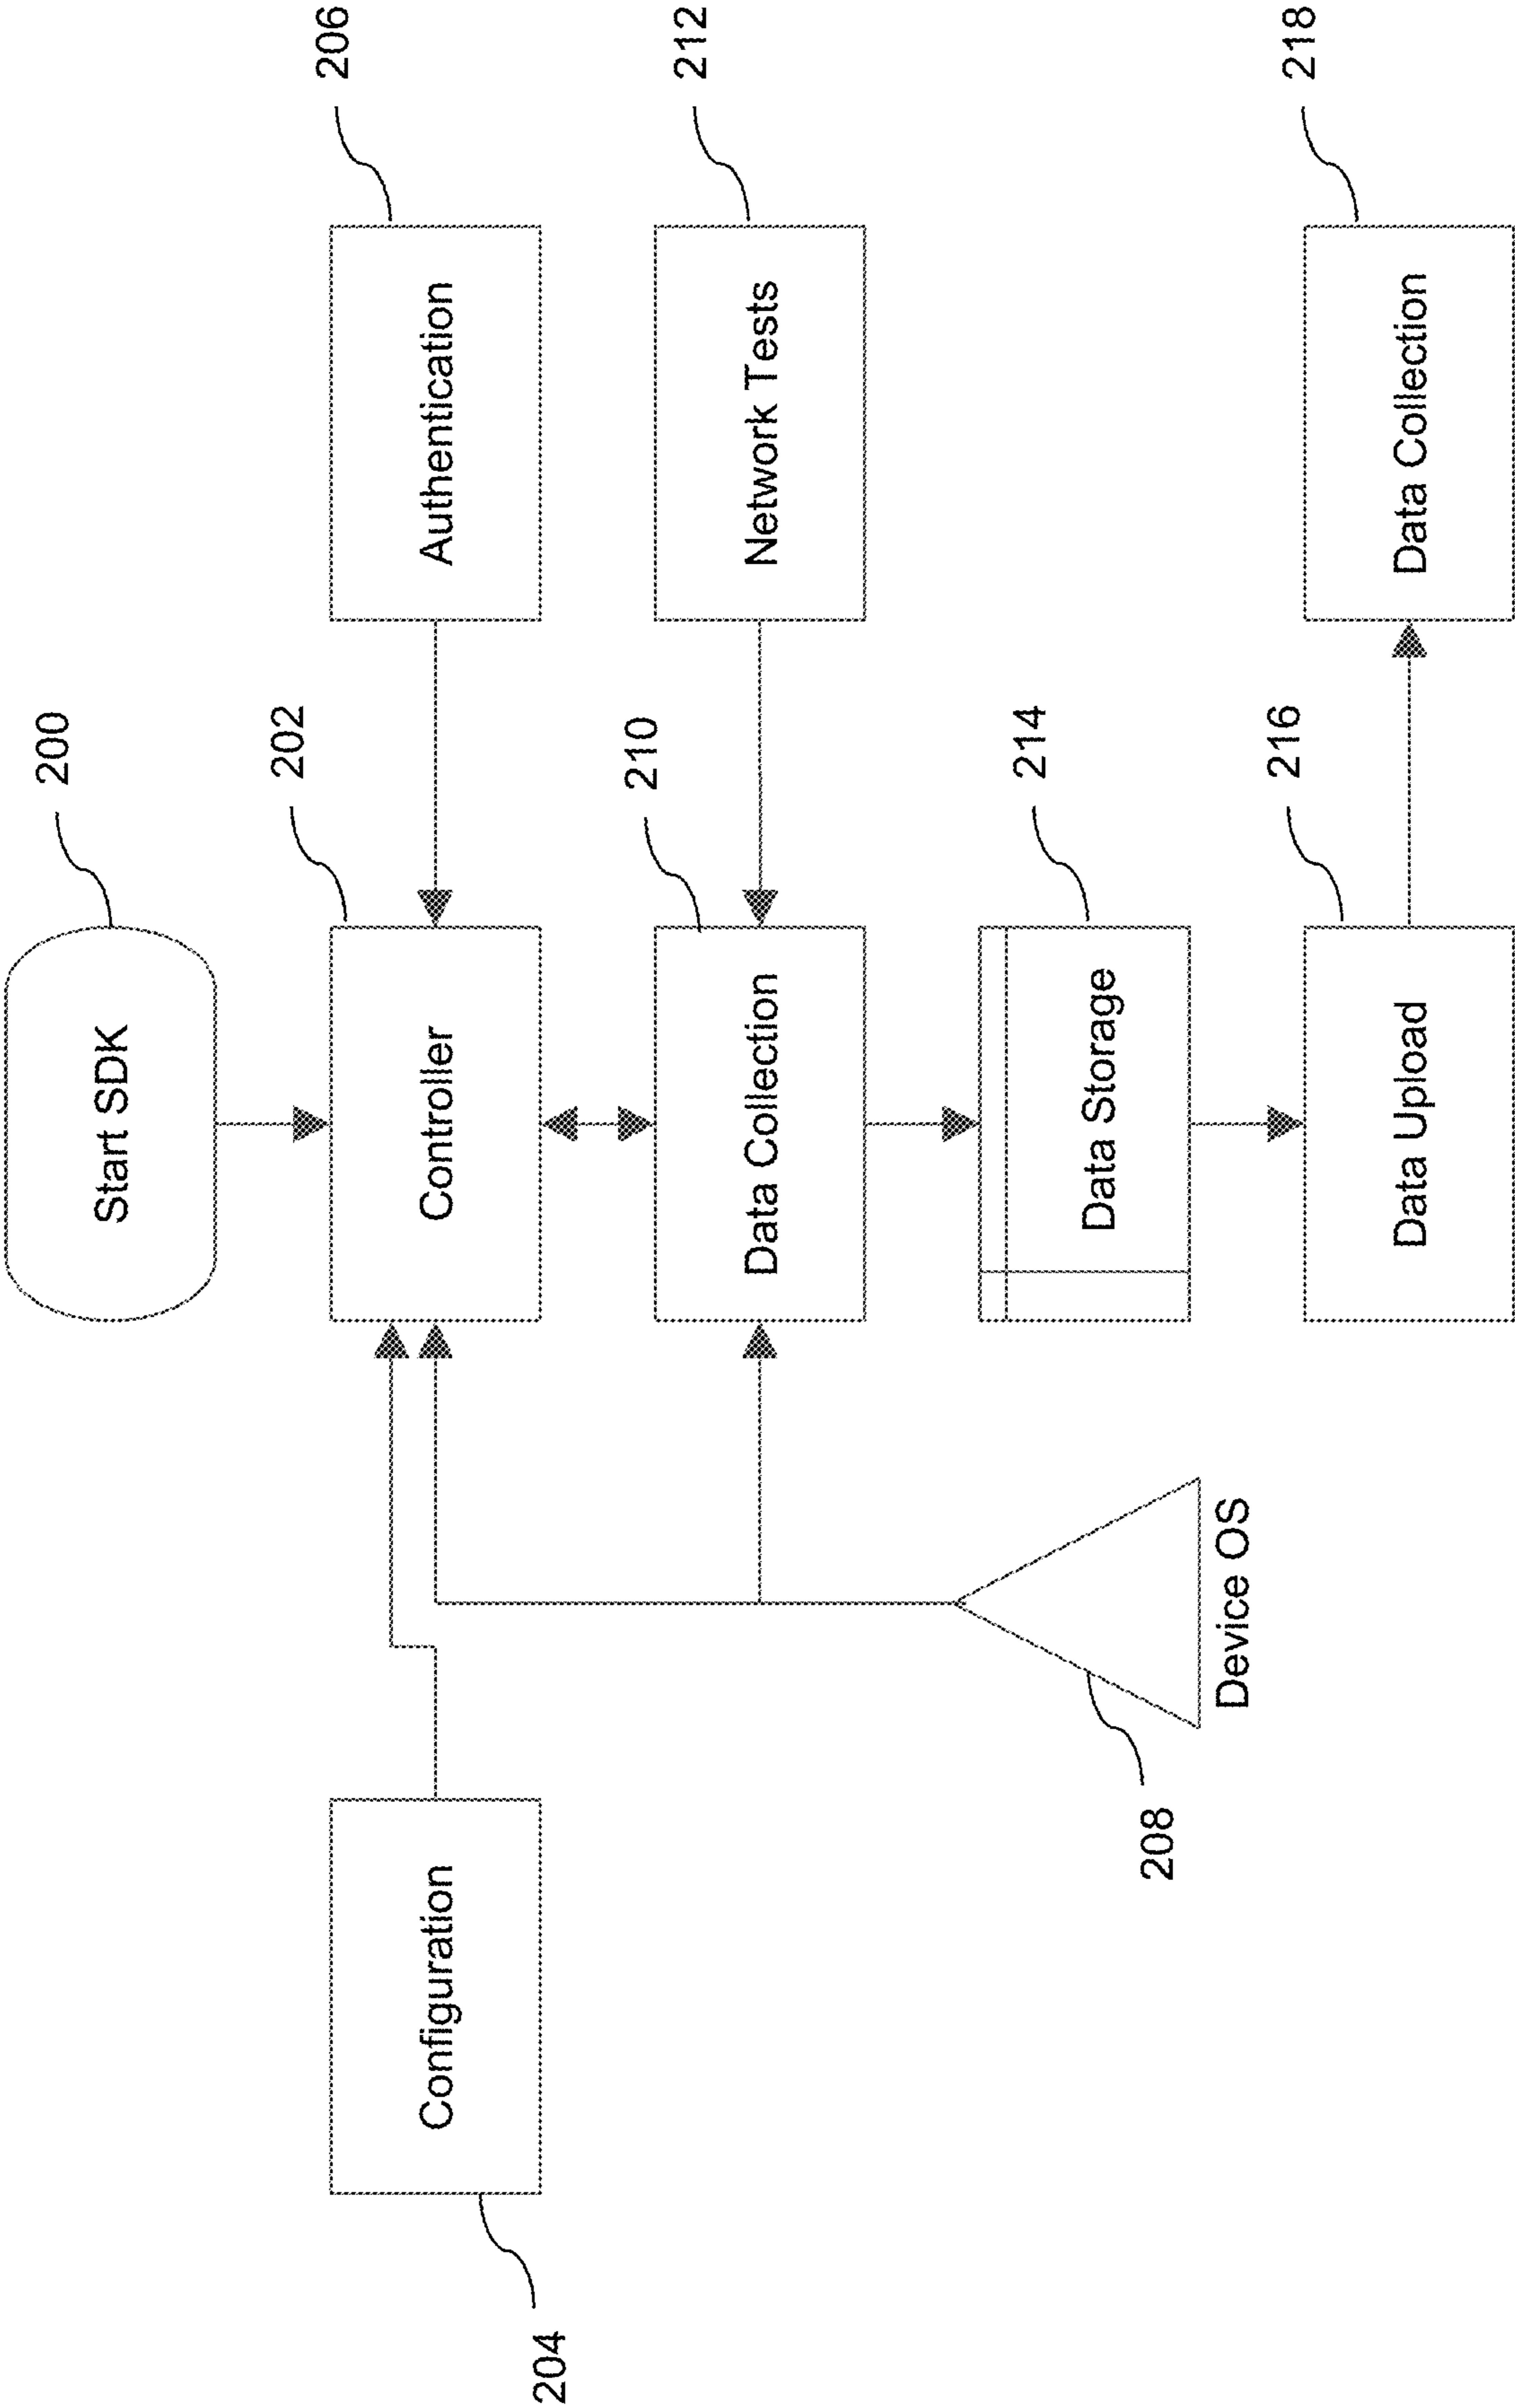 200
Start SDK
204
Configuration
202
Controller
206
Authentication
208
Device OS
210
Data Collection
212
Network Tests
214
Data Storage
216
Data Upload
218
Data Collection